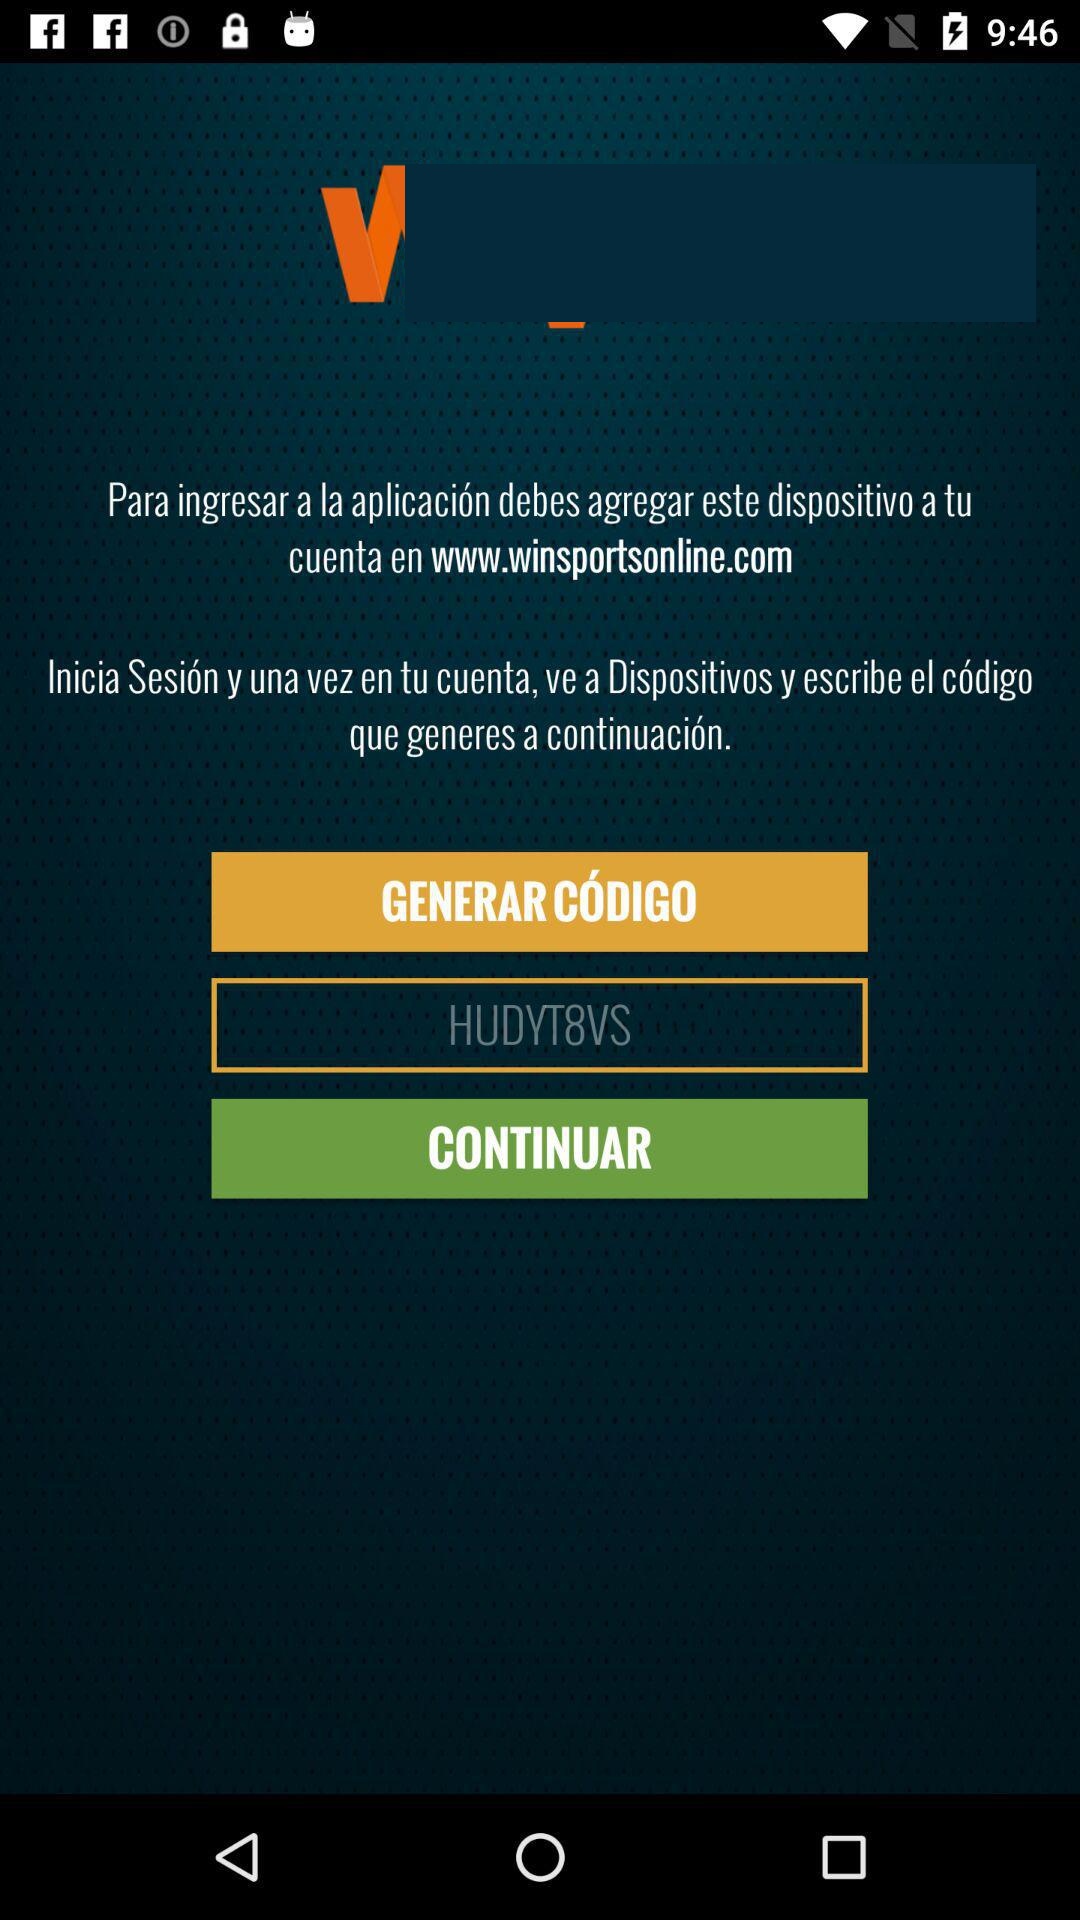 9:46
Para ingresar a la aplicación debes agregar este dispositivo a tu
cuenta en www.winsportsonline.com
Inicia Sesión y una vez en tu cuenta, ve a Dispositivos y escribe el código
que generes a continuación.
GENERAR CÓDIGO
HUDYT8VS
CONTINUAR